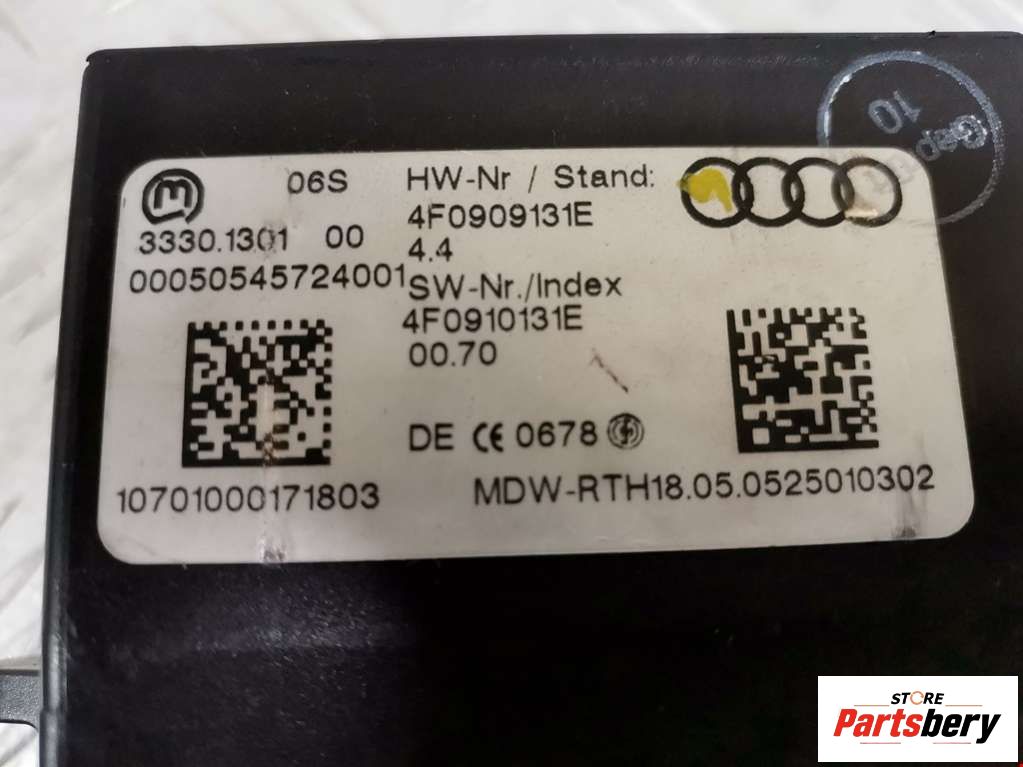 06S
3330.1301 00
00050545724001
10701000171803
HW-Nr / Stand:
4F0909131E
4.4
SW-Nr./Index
4F0910131E
00.70
DE CE 0678
MDW-RTH18.05.0525010302
10
STORE
Partsbery